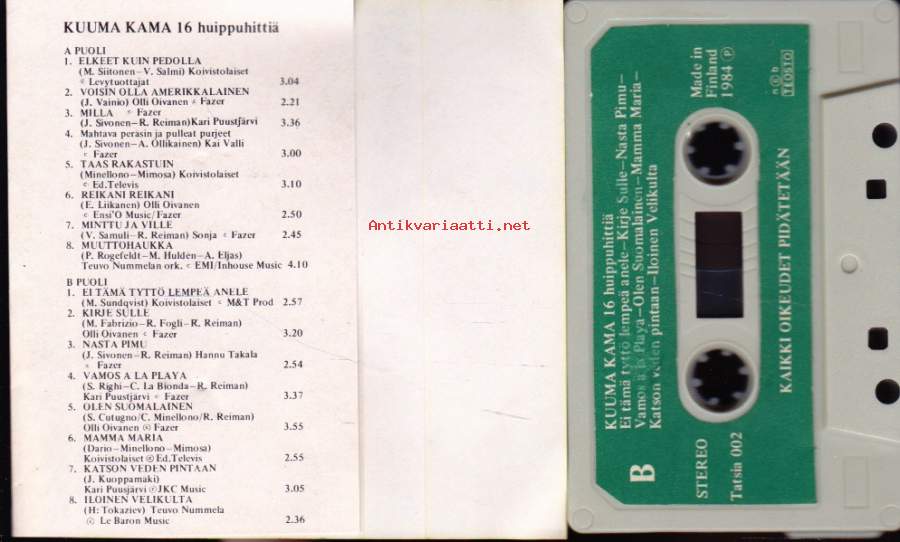 KUUMA KAMA 16 huippuhittiä
A PUOLI
1. ELKEET KUIN PEDOLLA
(M. Siitonen–V. Salmi) Koivistolaiset
c Levytuottajat 3.04
2. VOISIN OLLA AMERIKKALAINEN
(J. Vainio) Olli Oivanen c Fazer 2.21
3. MILLA c Fazer
(J. Sivonen–R. Reiman)Kari Puustjärvi 3.36
4. Mahtava peräsin ja pulleat purjeet
(J. Sivonen–A. Ollikainen) Kai Valli
c Fazer 3.00
5. TAAS RAKASTUIN
(Minellono–Mimosa) Koivistolaiset
c Ed.Televis 3.10
6. REIKANI REIKANI
(E. Liikanen) Olli Oivanen
c Ensi'O Music/Fazer 2.50
7. MINTTU JA VILLE
(V. Samuli–R. Reiman) Sonja c Fazer 2.45
8. MUUTTOHAUKKA
(P. Rogefeldt–M. Hulden–A. Eljas)
Teuvo Nummelan ork. c EMI/Inhouse Music 4.10
B PUOLI
1. EI TÄMÄ TYTTÖ LEMPEÄ ANELE
(M. Sundqvist) Koivistolaiset c M&T Prod 2.57
2. KIRJE SULLE
(M. Fabrizio–R. Fogli–R. Reiman)
Olli Oivanen c Fazer 3.20
3. NASTA PIMU
(J. Sivonen–R. Reiman) Hannu Takala
c Fazer 2.54
4. VAMOS A LA PLAYA
(S. Righi–C. La Bionda–R. Reiman)
Kari Puustjärvi c Fazer 3.37
5. OLEN SUOMALAINEN
(S. Cutugno/C. Minellono/R. Reiman)
Olli Oivanen © Fazer 3.55
6. MAMMA MARIA
(Dario–Minellono–Mimosa)
Koivistolaiset © Ed.Televis 2.55
7. KATSON VEDEN PINTAAN
(J. Kuoppamaki)
Kari Puusjärvi © JKC Music 3.05
8. ILOINEN VELIKULTA
(H: Tokaziev) Teuvo Nummela
© Le Baron Music 2.36
Antikvariaatti.net
B
STEREO
Tatsia 002
KUUMA KAMA 16 huippuhittiä
Ei tämä tyttö lempeä anele–Kirje Sulle–Nasta Pimu–
Vamos a la Playa–Olen Suomalainen–Mamma Maria–
Katson veden pintaan–Iloinen Velikulta
Made in
Finland
1984 ℗
n©b
TEOSTO
KAIKKI OIKEUDET PIDÄTETÄÄN